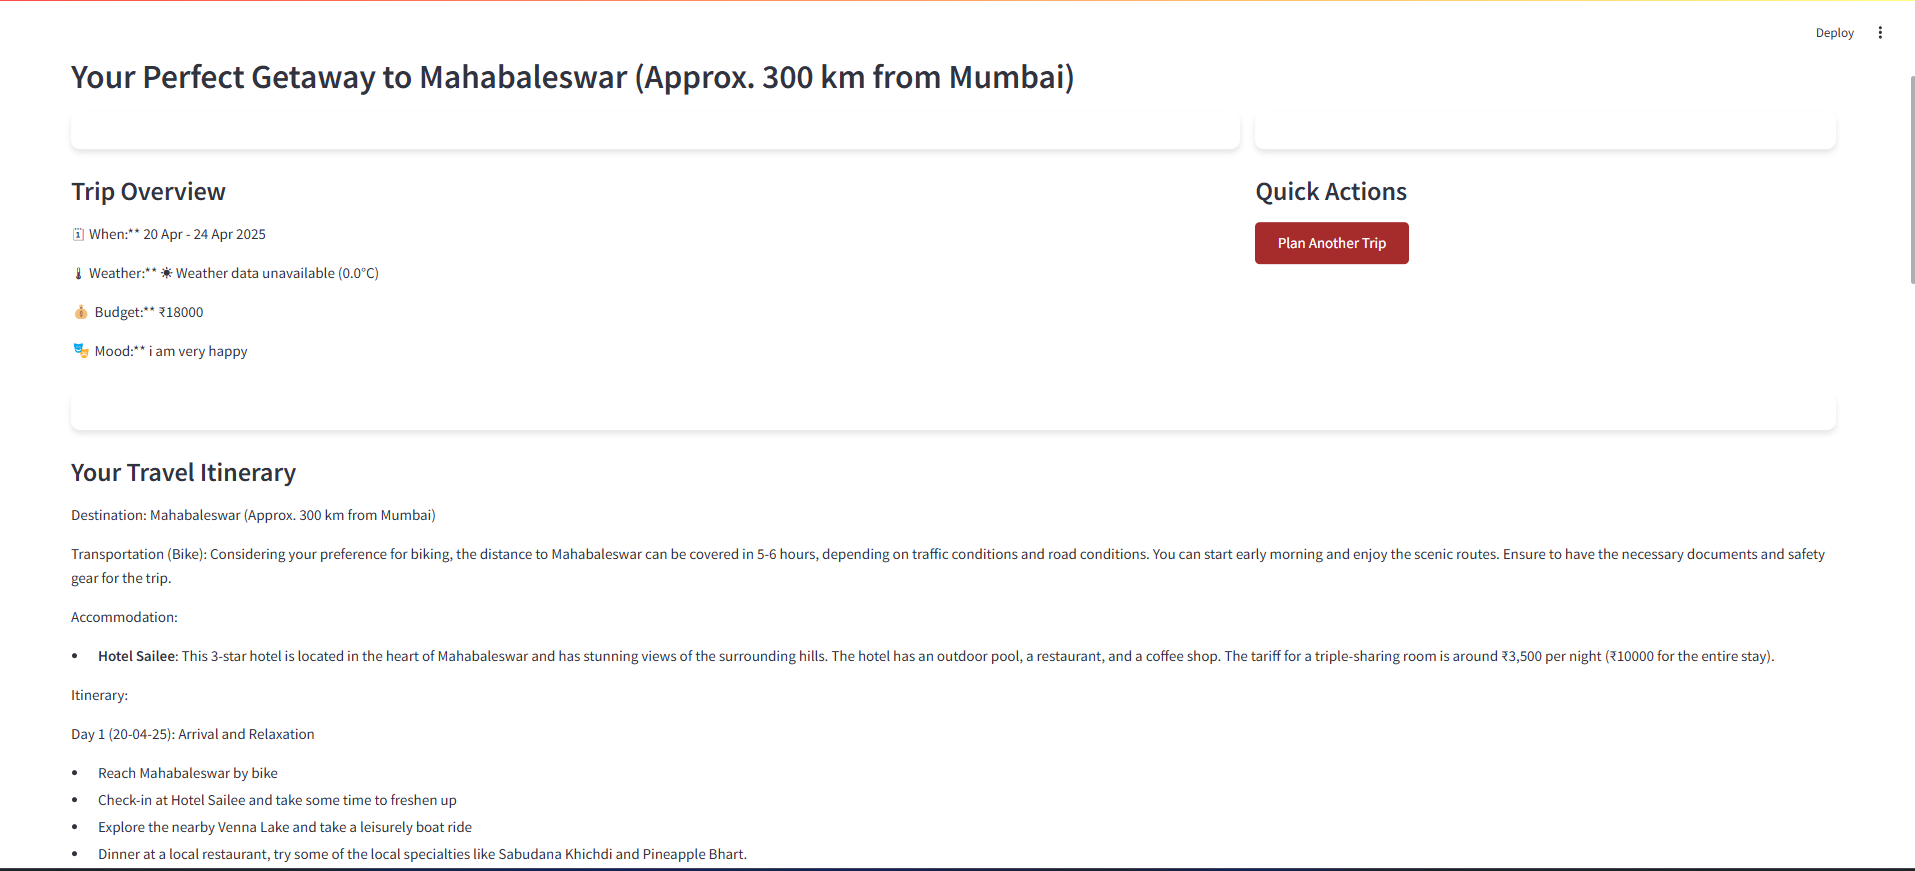 Deploy
Your Perfect Getaway to Mahabaleswar (Approx. 300 km from Mumbai)
Trip Overview
When:** 20 Apr - 24 Apr 2025
Weather:** ☀ Weather data unavailable (0.0°C)
Budget:** ₹18000
Mood:** i am very happy
Quick Actions
Plan Another Trip
Your Travel Itinerary
Destination: Mahabaleswar (Approx. 300 km from Mumbai)
Transportation (Bike): Considering your preference for biking, the distance to Mahabaleswar can be covered in 5-6 hours, depending on traffic conditions and road conditions. You can start early morning and enjoy the scenic routes. Ensure to have the necessary documents and safety
gear for the trip.
Accommodation:
• Hotel Sailee: This 3-star hotel is located in the heart of Mahabaleswar and has stunning views of the surrounding hills. The hotel has an outdoor pool, a restaurant, and a coffee shop. The tariff for a triple-sharing room is around ₹3,500 per night (₹10000 for the entire stay).
Itinerary:
Day 1 (20-04-25): Arrival and Relaxation
• Reach Mahabaleswar by bike
• Check-in at Hotel Sailee and take some time to freshen up
• Explore the nearby Venna Lake and take a leisurely boat ride
• Dinner at a local restaurant, try some of the local specialties like Sabudana Khichdi and Pineapple Bhart.